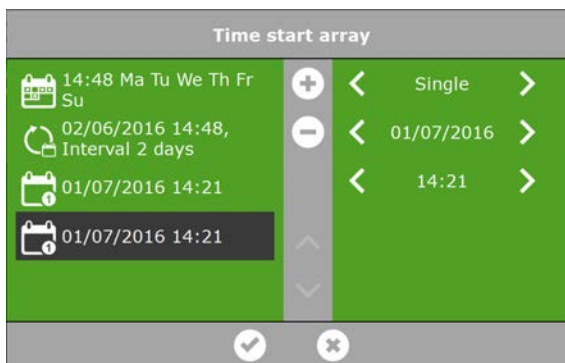 Time start array
14:48 Ma Tu We Th Fr
Su
02/06/2016 14:48,
Interval 2 days
01/07/2016 14:21
01/07/2016 14:21
Single
01/07/2016
14:21